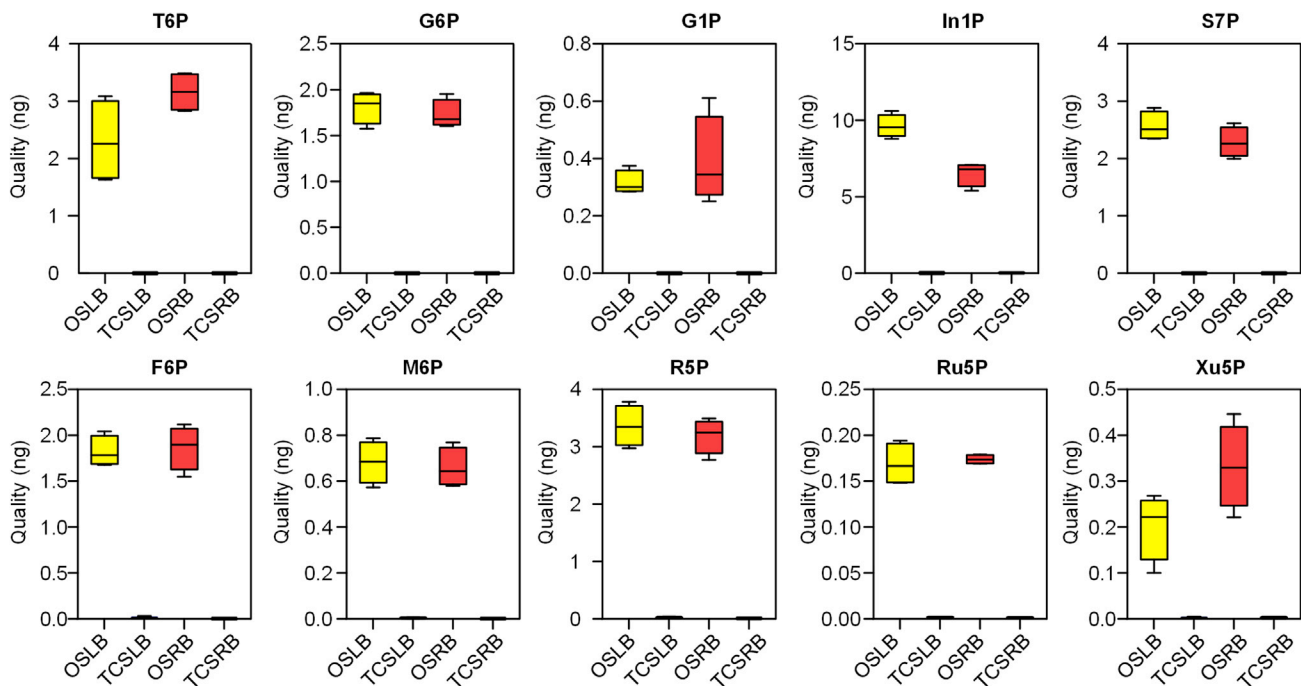 T6P G6P G1P In1P S7P
Quality (ng) Quality (ng) Quality (ng) Quality (ng) Quality (ng)
4 2.5 0.8 15 4
3 2.0 0.6 10 3
2 1.5 0.4 5 2
1 1.0 0.2 0 1
0 0.5 0.0 0
0.0
OSLB TCSLB OSRB TCSRB OSLB TCSLB OSRB TCSRB OSLB TCSLB OSRB TCSRB OSLB TCSLB OSRB TCSRB OSLB TCSLB OSRB TCSRB
F6P M6P R5P Ru5P Xu5P
Quality (ng) Quality (ng) Quality (ng) Quality (ng) Quality (ng)
2.5 1.0 4 0.25 0.5
2.0 0.8 3 0.20 0.4
1.5 0.6 2 0.15 0.3
1.0 0.4 1 0.10 0.2
0.5 0.2 0 0.05 0.1
0.0 0.0 0.00 0.0
OSLB TCSLB OSRB TCSRB OSLB TCSLB OSRB TCSRB OSLB TCSLB OSRB TCSRB OSLB TCSLB OSRB TCSRB OSLB TCSLB OSRB TCSRB